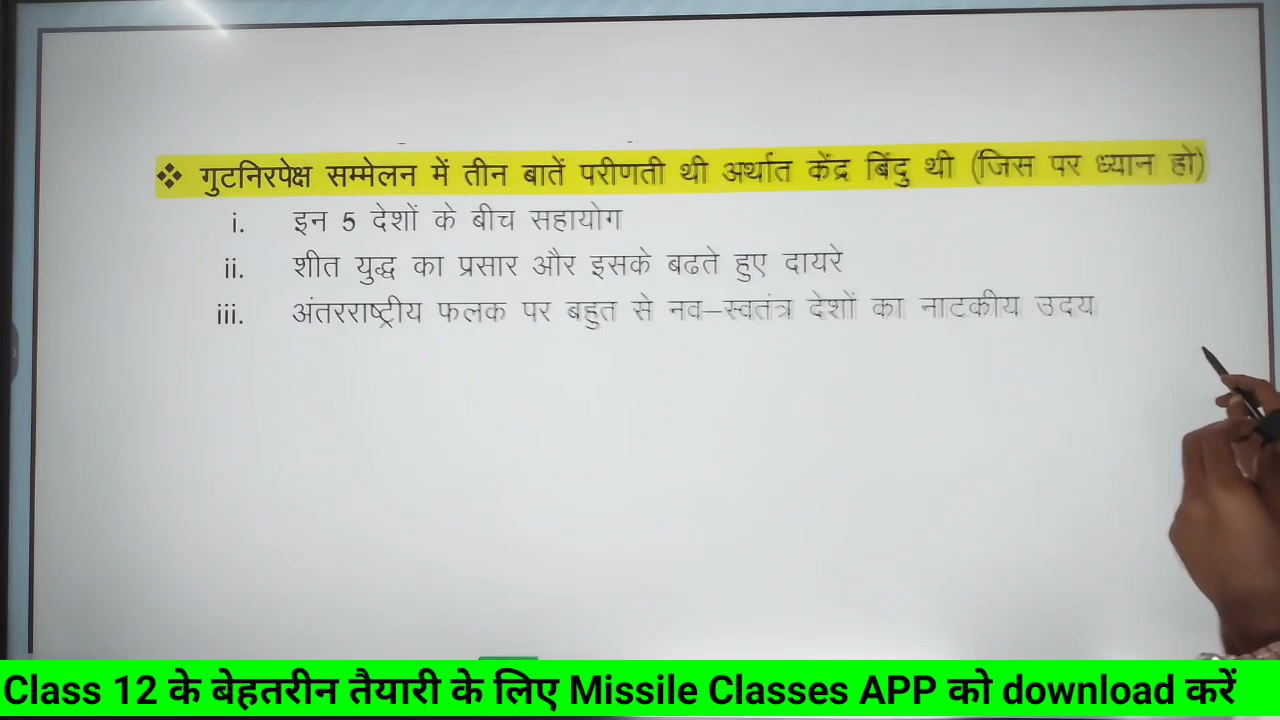 ❖ गुटनिरपेक्ष सम्मेलन में तीन बातें परीणती थी अर्थात केंद्र बिंदु थी (जिस पर ध्यान हो)
i. इन 5 देशों के बीच सहायोग
ii. शीत युद्ध का प्रसार और इसके बढते हुए दायरे
iii. अंतरराष्ट्रीय फलक पर बहुत से नव–स्वतंत्र देशों का नाटकीय उदय
Class 12 के बेहतरीन तैयारी के लिए Missile Classes APP को download करें